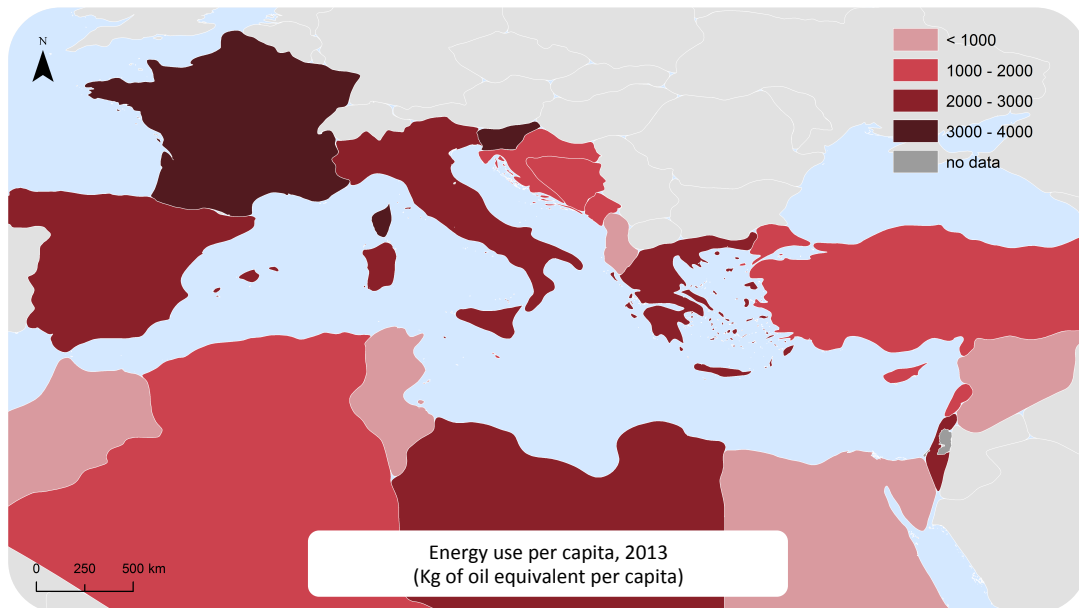 N
< 1000
1000 - 2000
2000 - 3000
3000 - 4000
no data
Energy use per capita, 2013
(Kg of oil equivalent per capita)
0 250 500 km